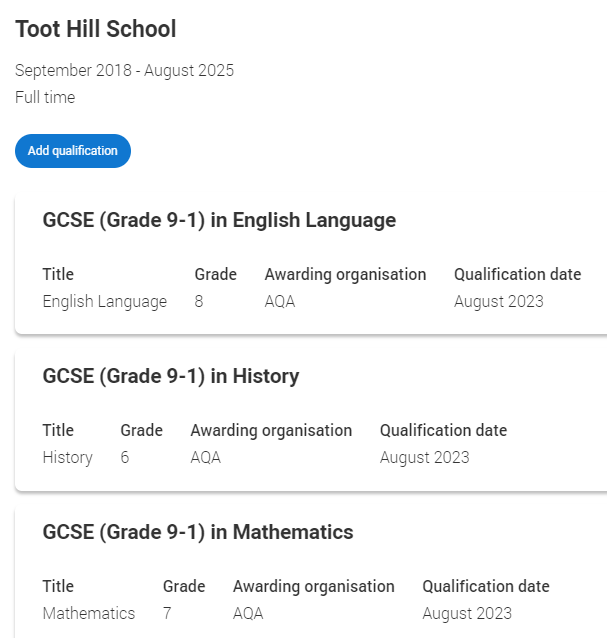 Toot Hill School
September 2018 - August 2025
Full time
Add qualification
GCSE (Grade 9-1) in English Language
Title Grade Awarding organisation Qualification date
English Language 8 AQA August 2023
GCSE (Grade 9-1) in History
Title Grade Awarding organisation Qualification date
History 6 AQA August 2023
GCSE (Grade 9-1) in Mathematics
Title Grade Awarding organisation Qualification date
Mathematics 7 AQA August 2023